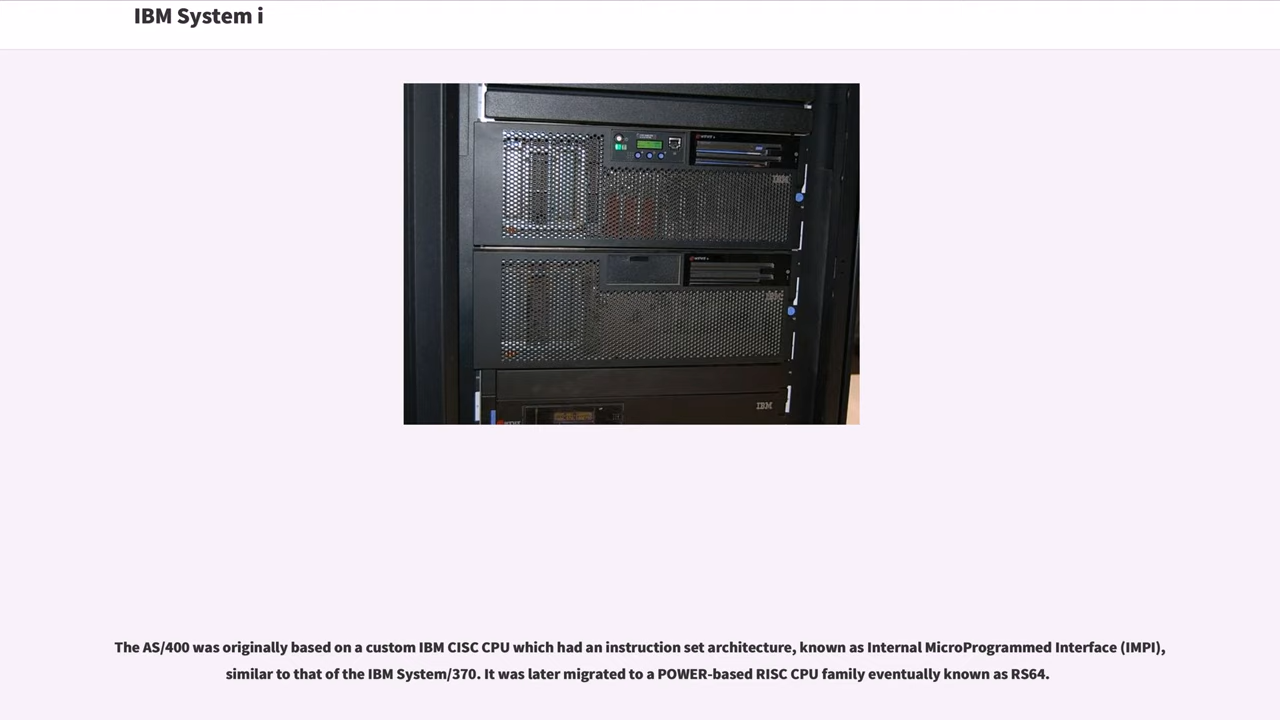 IBM System i
IBM
IBM
IBM
The AS/400 was originally based on a custom IBM CISC CPU which had an instruction set architecture, known as Internal MicroProgrammed Interface (IMPI),
similar to that of the IBM System/370. It was later migrated to a POWER-based RISC CPU family eventually known as RS64.